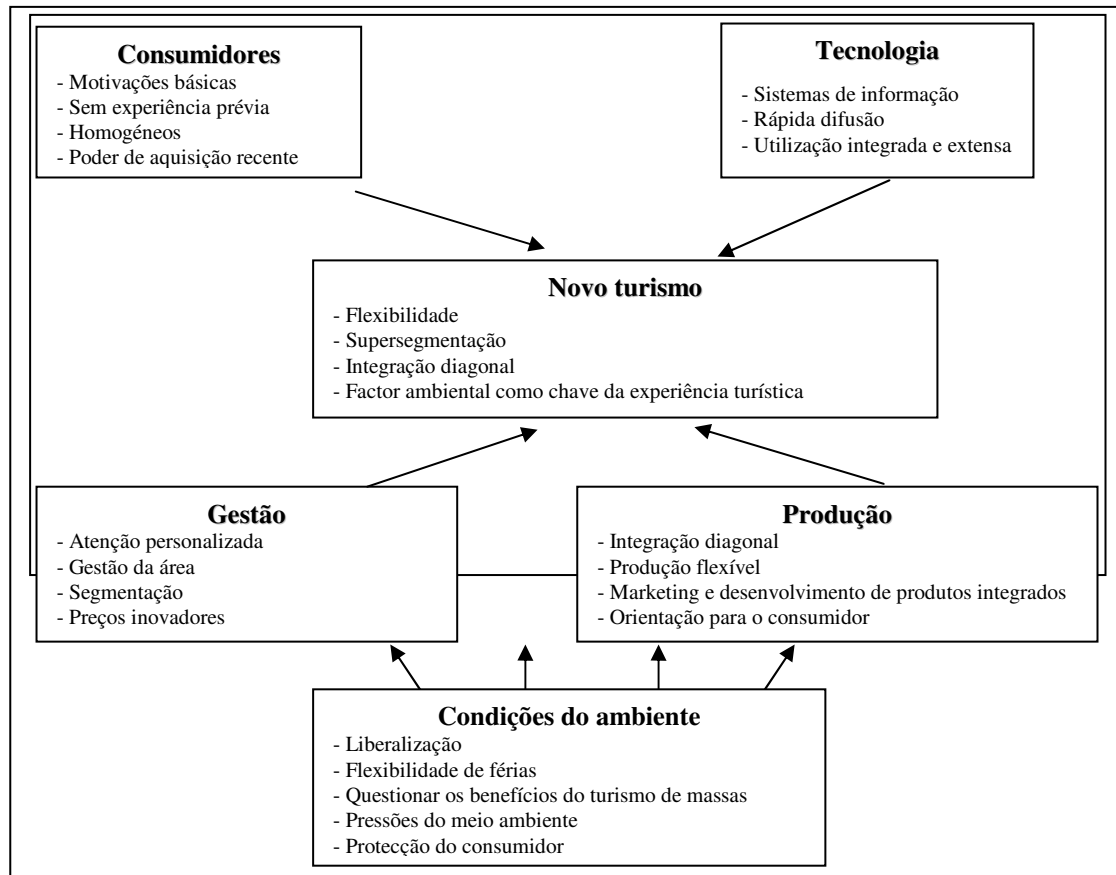 Consumidores
- Motivações básicas
- Sem experiência prévia
- Homogéneos
- Poder de aquisição recente
Tecnologia
- Sistemas de informação
- Rápida difusão
- Utilização integrada e extensa
Novo turismo
- Flexibilidade
- Supersegmentação
- Integração diagonal
- Factor ambiental como chave da experiência turística
Gestão
- Atenção personalizada
- Gestão da área
- Segmentação
- Preços inovadores
Produção
- Integração diagonal
- Produção flexível
- Marketing e desenvolvimento de produtos integrados
- Orientação para o consumidor
Condições do ambiente
- Liberalização
- Flexibilidade de férias
- Questionar os benefícios do turismo de massas
- Pressões do meio ambiente
- Protecção do consumidor